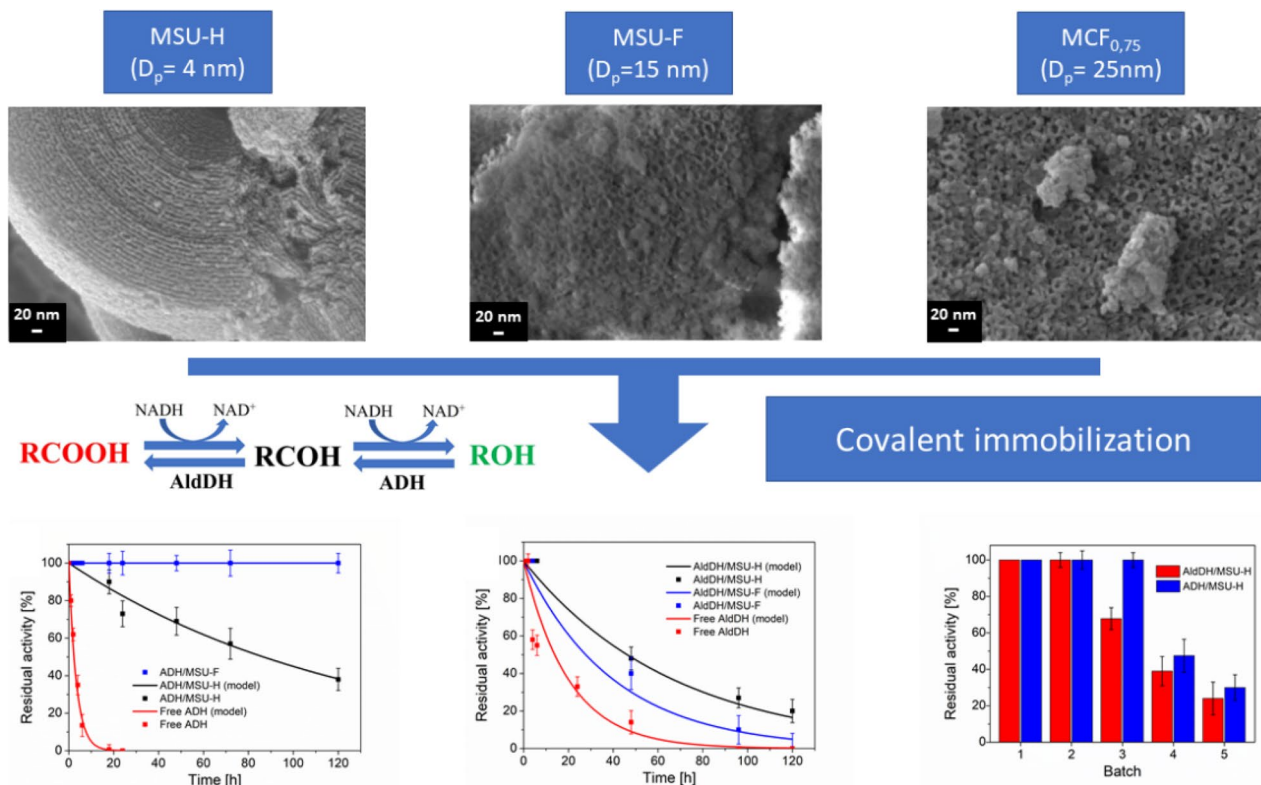 MSU-H
(Dp= 4 nm)
MSU-F
(Dp=15 nm)
MCF0,75
(Dp= 25nm)
20 nm
20 nm
20 nm
NADH NAD+ NADH NAD+
RCOOH RCOH ROH
AldDH ADH
Covalent immobilization
Residual activity [%]
100
80
60
40
20
0
ADH/MSU-F
ADH/MSU-H (model)
ADH/MSU-H
Free ADH (model)
Free ADH
0 20 40 60 80 100 120
Time [h]
Residual activity [%]
100
80
60
40
20
0
AldDH/MSU-H (model)
AldDH/MSU-H
AldDH/MSU-F (model)
AldDH/MSU-F
Free AldDH (model)
Free AldDH
0 20 40 60 80 100 120
Time [h]
Residual activity [%]
100
80
60
40
20
0
AldDH/MSU-H
ADH/MSU-H
1 2 3 4 5
Batch